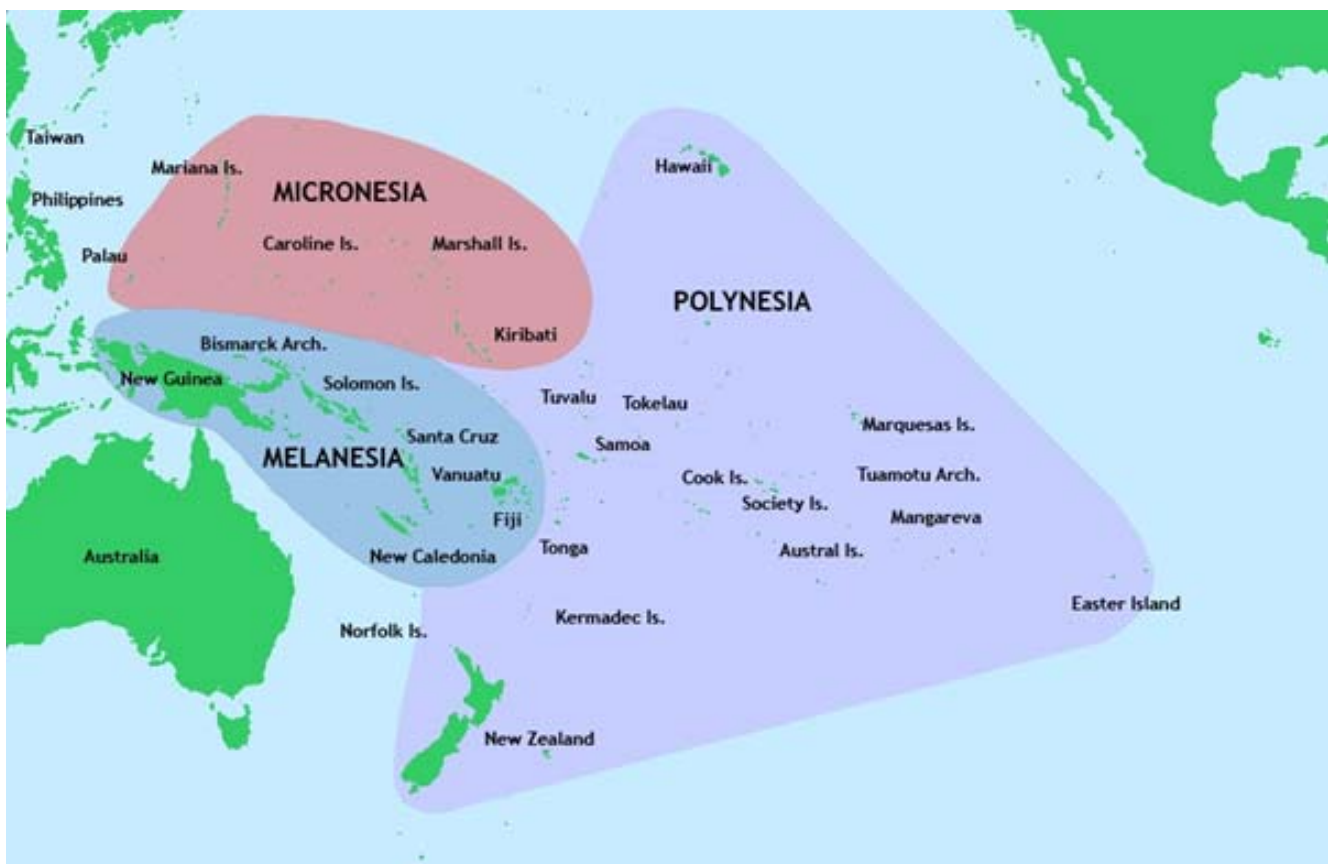 Taiwan
Mariana Is.
Hawaii
MICRONESIA
Philippines
Caroline Is.
Marshall Is.
Palau
POLYNESIA
Kiribati
Bismarck Arch.
New Guinea
Solomon Is.
Tuvalu
Tokelau
Marquesas Is.
Santa Cruz
Samoa
MELANESIA
Vanuatu
Cook Is.
Tuamotu Arch.
Society Is.
Fiji
Mangareva
Tonga
Austral Is.
Australia
New Caledonia
Easter Island
Kermadec Is.
Norfolk Is.
New Zealand